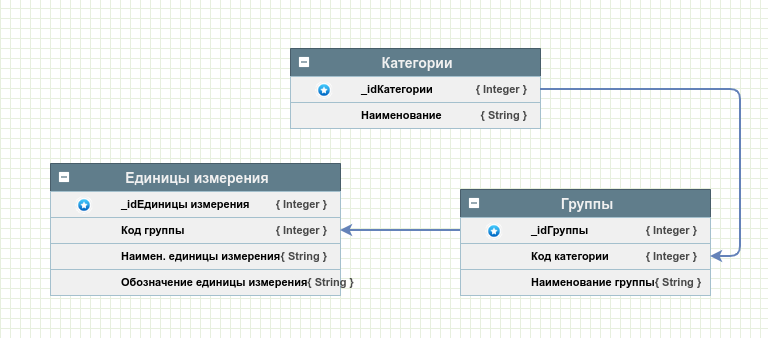 Категории
_idКатегории { Integer }
Наименование { String }
Единицы измерения
_idЕдиницы измерения { Integer }
Код группы { Integer }
Наимен. единицы измерения{ String }
Обозначение единицы измерения{ String }
Группы
_idГруппы { Integer }
Код категории { Integer }
Наименование группы{ String }